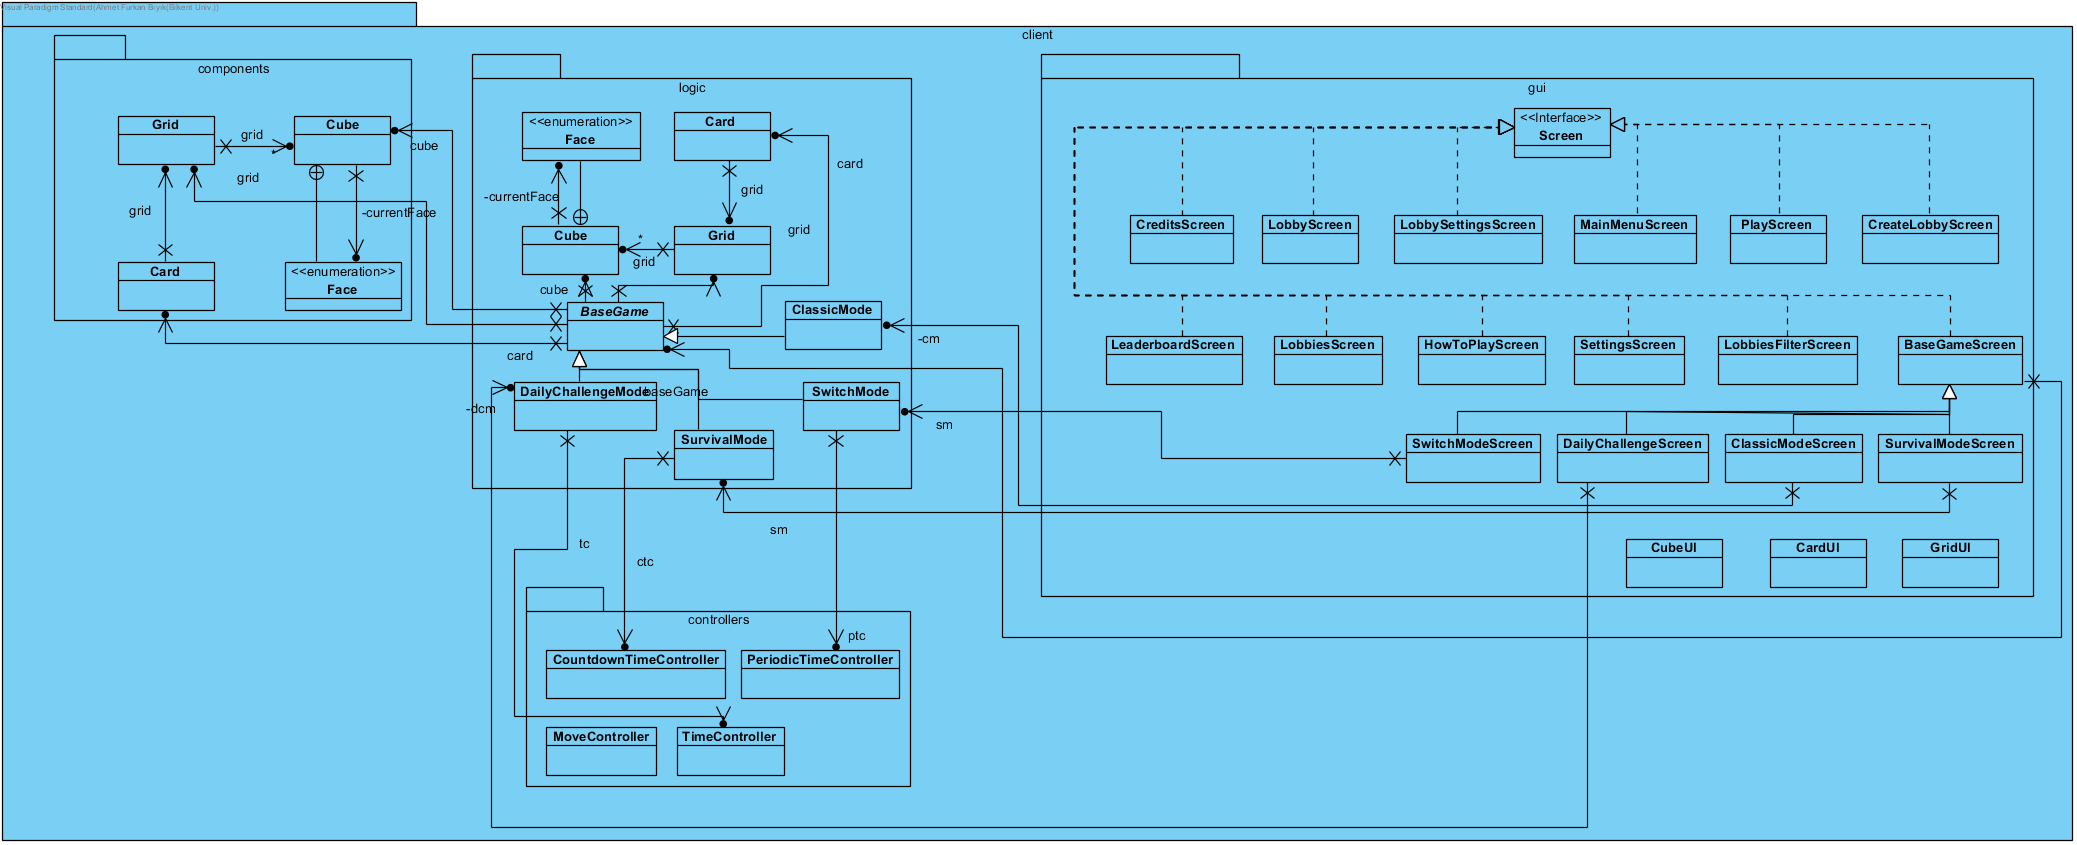 Visual Paradigm Standard(Ahmet Furkan Biyik(Bilkent Univ.))
client
components
Grid
grid
*
Cube
cube
grid
grid
-currentFace
Card
<<enumeration>>
Face
logic
<<enumeration>>
Face
Card
card
-currentFace
grid
grid
Cube
*
grid
Grid
cube
BaseGame
ClassicMode
-cm
card
DailyChallengeMode
baseGame
-dcm
SwitchMode
sm
SurvivalMode
sm
tc
ctc
controllers
ptc
CountdownTimeController
PeriodicTimeController
MoveController
TimeController
gui
<<Interface>>
Screen
CreditsScreen
LobbyScreen
LobbySettingsScreen
MainMenuScreen
PlayScreen
CreateLobbyScreen
LeaderboardScreen
LobbiesScreen
HowToPlayScreen
SettingsScreen
LobbiesFilterScreen
BaseGameScreen
SwitchModeScreen
DailyChallengeScreen
ClassicModeScreen
SurvivalModeScreen
CubeUI
CardUI
GridUI